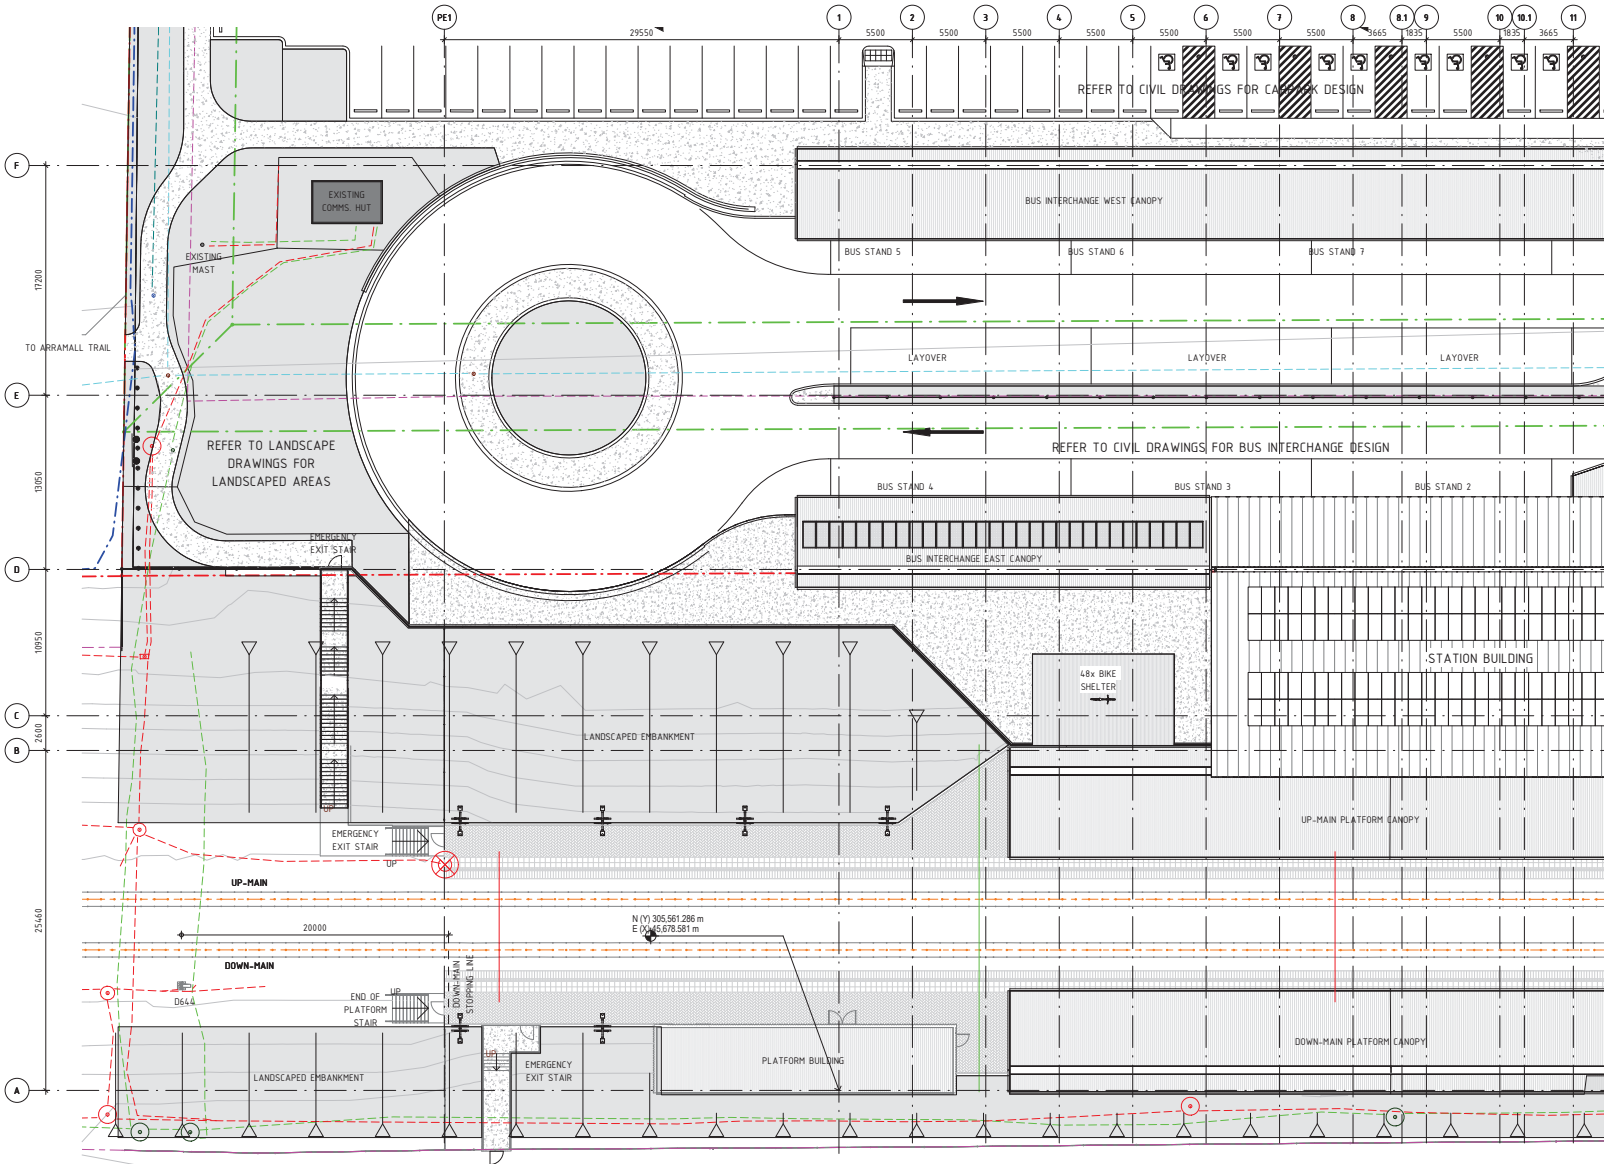 PE1 1 2 3 4 5 6 7 8 8.1 9 10 10.1 11
29550 5500 5500 5500 5500 5500 5500 5500 3665 1835 5500 1835 3665
REFER TO CIVIL DRAWINGS FOR CARPARK DESIGN
F
EXISTING
COMMS. HUT
BUS INTERCHANGE WEST CANOPY
EXISTING
MAST
BUS STAND 5
BUS STAND 6
BUS STAND 7
17200
TO ARRAMALL TRAIL
LAYOVER
LAYOVER
LAYOVER
E
REFER TO LANDSCAPE
DRAWINGS FOR
LANDSCAPED AREAS
REFER TO CIVIL DRAWINGS FOR BUS INTERCHANGE DESIGN
13050
BUS STAND 4
BUS STAND 3
BUS STAND 2
EMERGENCY
EXIT STAIR
BUS INTERCHANGE EAST CANOPY
D
10950
STATION BUILDING
48x BIKE
SHELTER
C
2600
LANDSCAPED EMBANKMENT
B
UP
EMERGENCY
EXIT STAIR
UP
UP-MAIN PLATFORM CANOPY
UP-MAIN
25460
20000
N (Y) 305,561.286 m
E (X) 45,678.581 m
DOWN-MAIN
DOWN-MAIN
STOPPING LINE
D644
UP
END OF
PLATFORM
STAIR
UP
EMERGENCY
EXIT STAIR
PLATFORM BUILDING
DOWN-MAIN PLATFORM CANOPY
LANDSCAPED EMBANKMENT
A